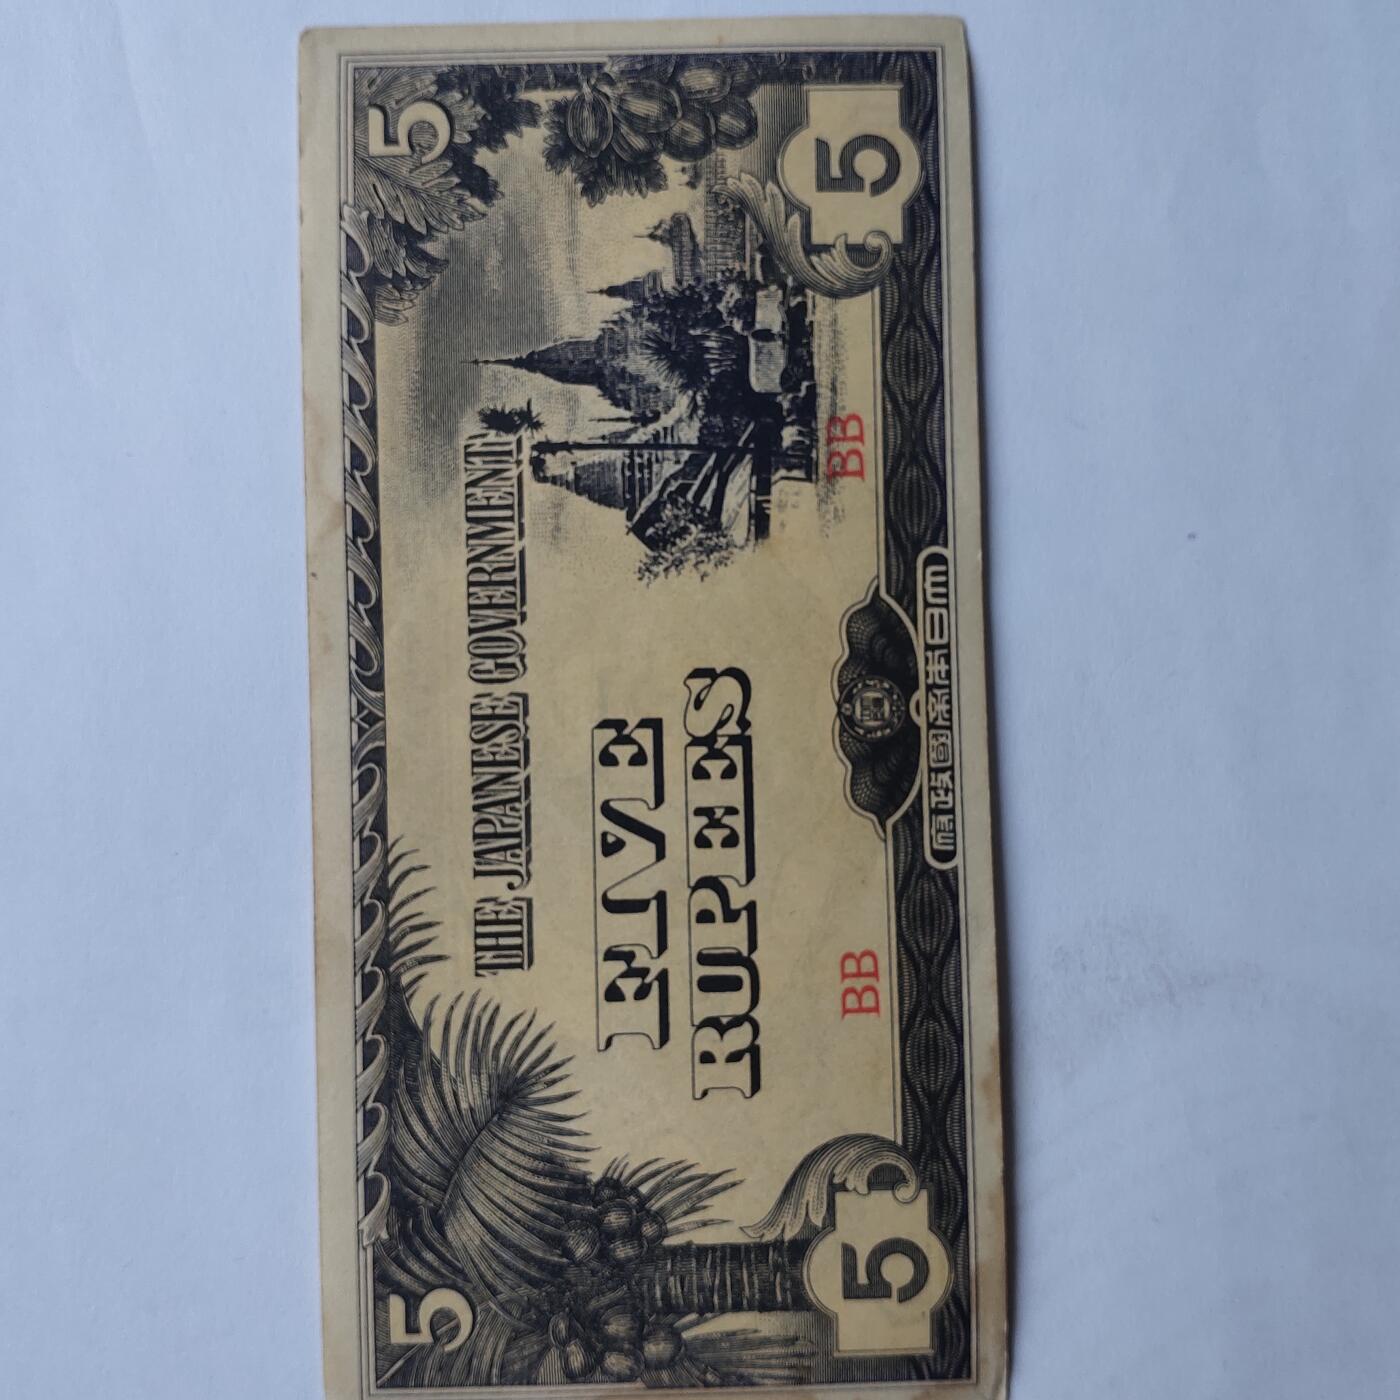 5
5
THE JAPANESE GOVERNMENT
FIVE
RUPEES
BB
BB
5
5
府政國帝本日大